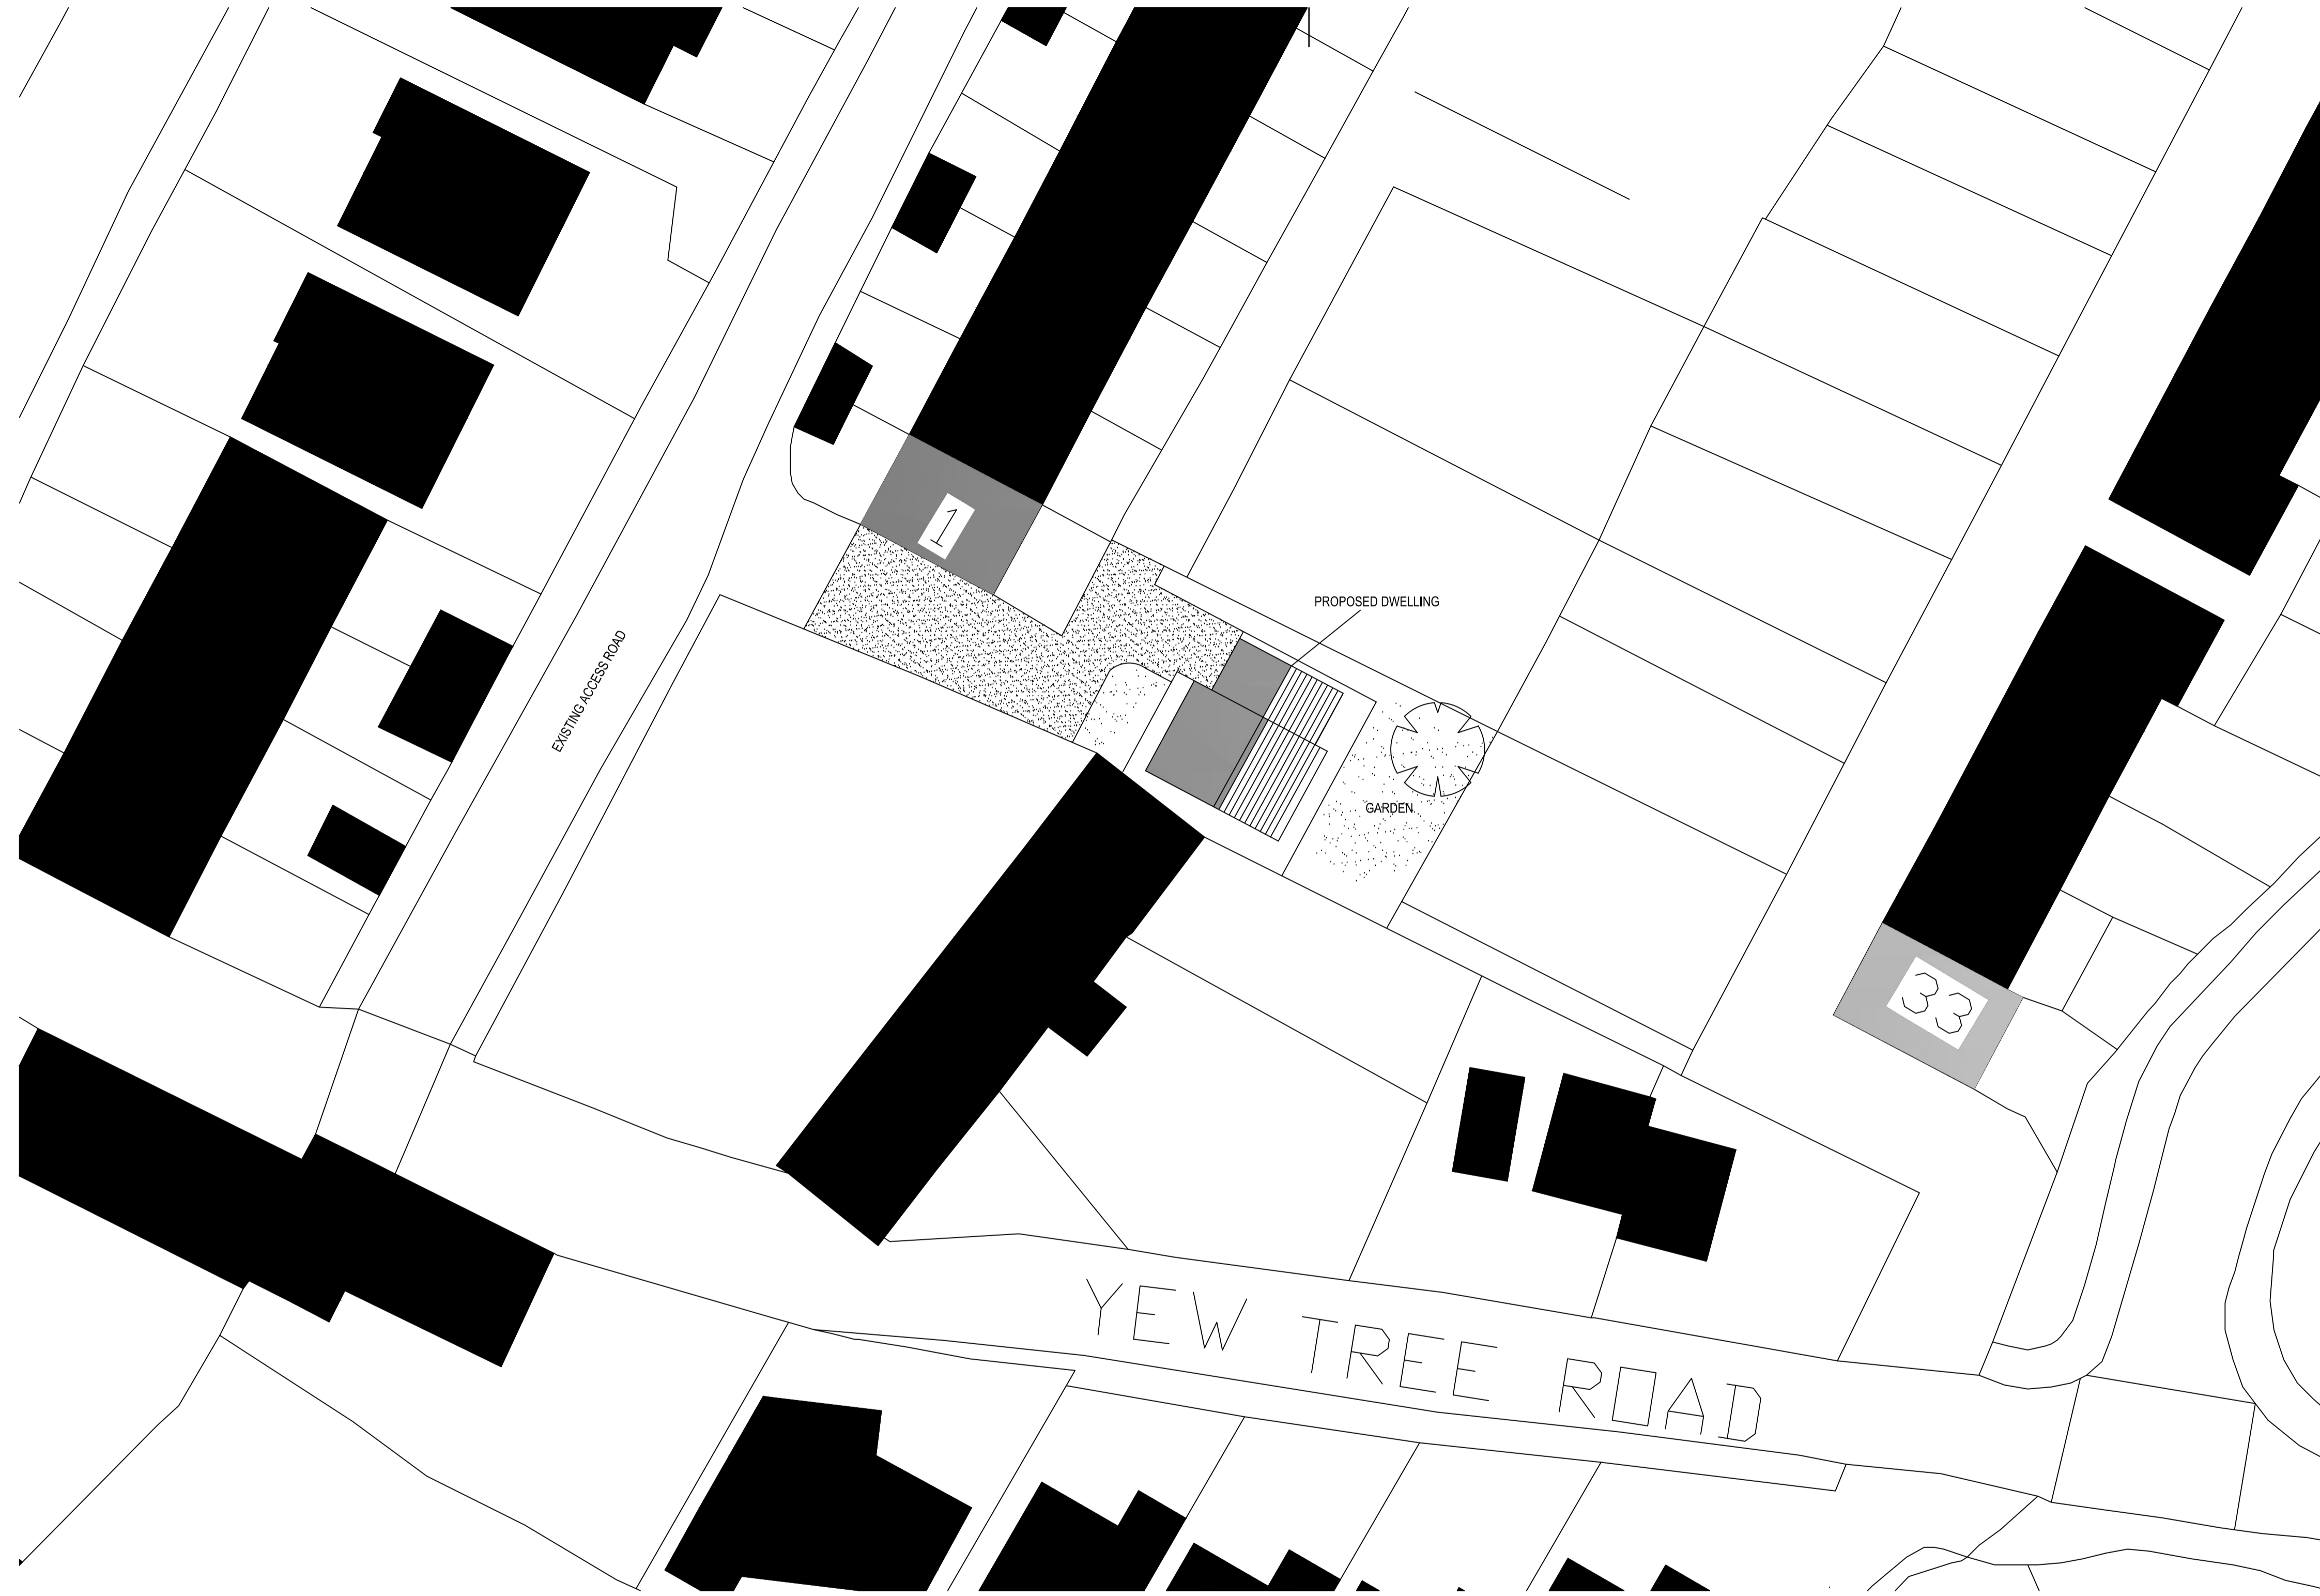 1
PROPOSED DWELLING
EXISTING ACCESS ROAD
GARDEN
33
YEW TREE ROAD